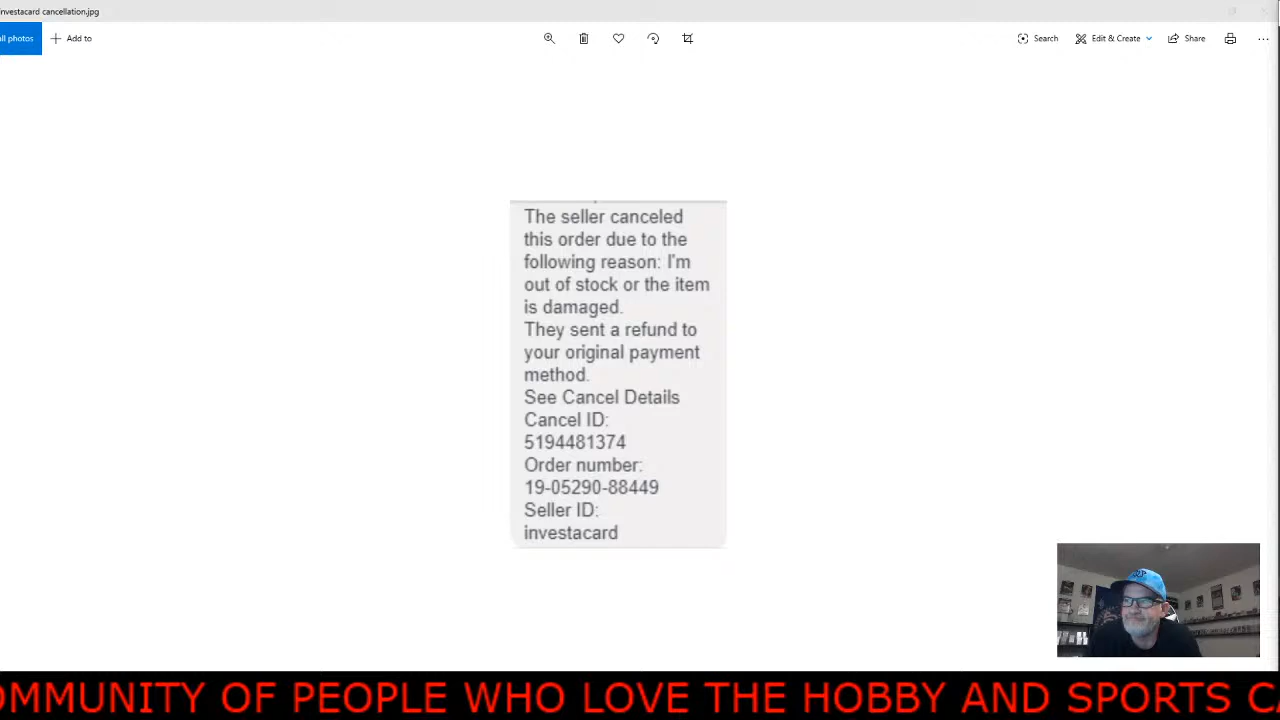 investacard cancellation.jpg
ll photos
Add to
Search
Edit & Create
Share
The seller canceled
this order due to the
following reason: I'm
out of stock or the item
is damaged.
They sent a refund to
your original payment
method.
See Cancel Details
Cancel ID:
5194481374
Order number:
19-05290-88449
Seller ID:
investacard
OMMUNITY OF PEOPLE WHO LOVE THE HOBBY AND SPORTS CA